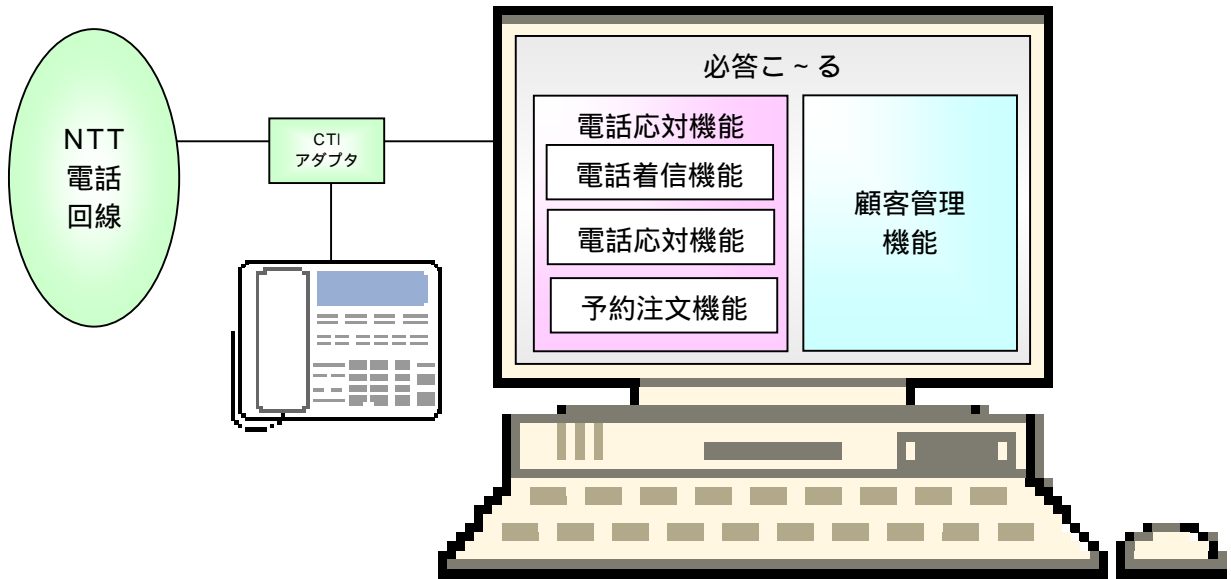 NTT
電話
回線
CTI
アダプタ
必答こ~る
電話応対機能
電話着信機能
電話応対機能
予約注文機能
顧客管理
機能